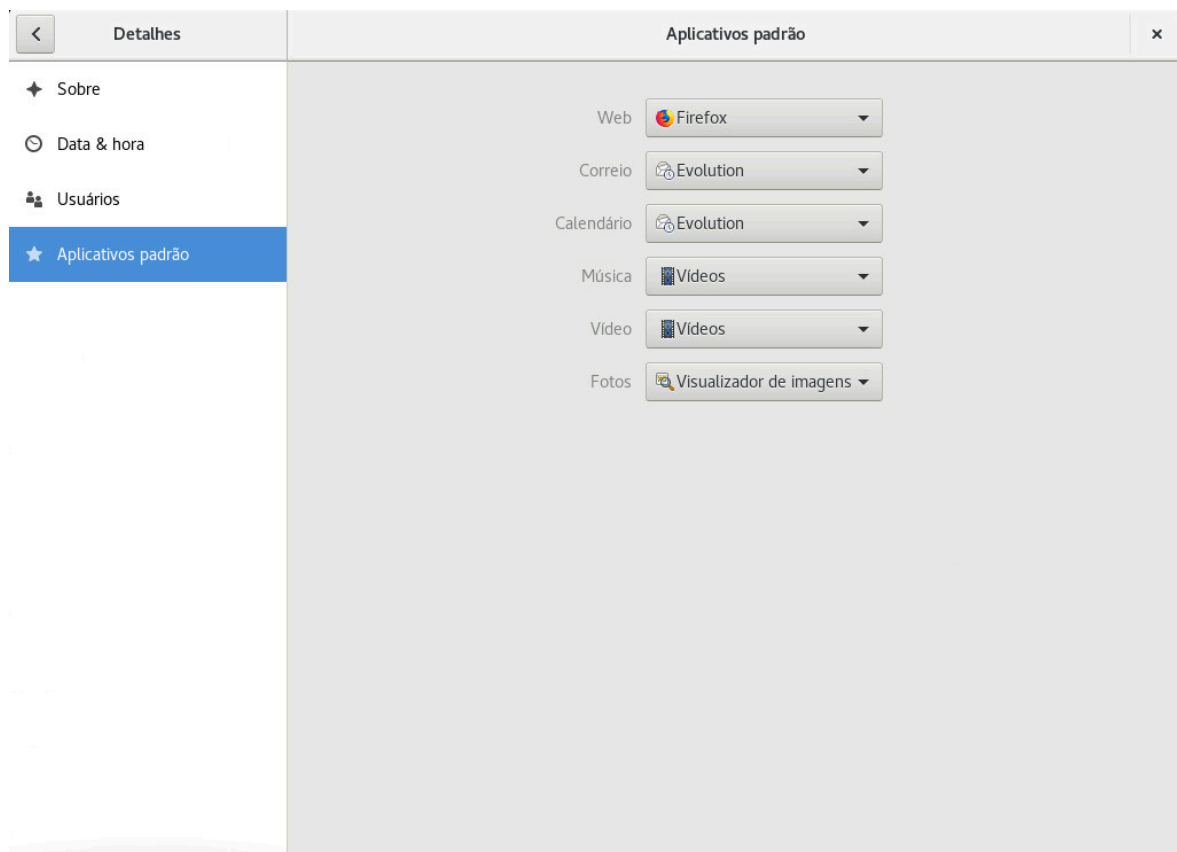 Detalhes
Aplicativos padrão
Sobre
Data & hora
Usuários
Aplicativos padrão
Web Firefox
Correio Evolution
Calendário Evolution
Música Vídeos
Vídeo Vídeos
Fotos Visualizador de imagens